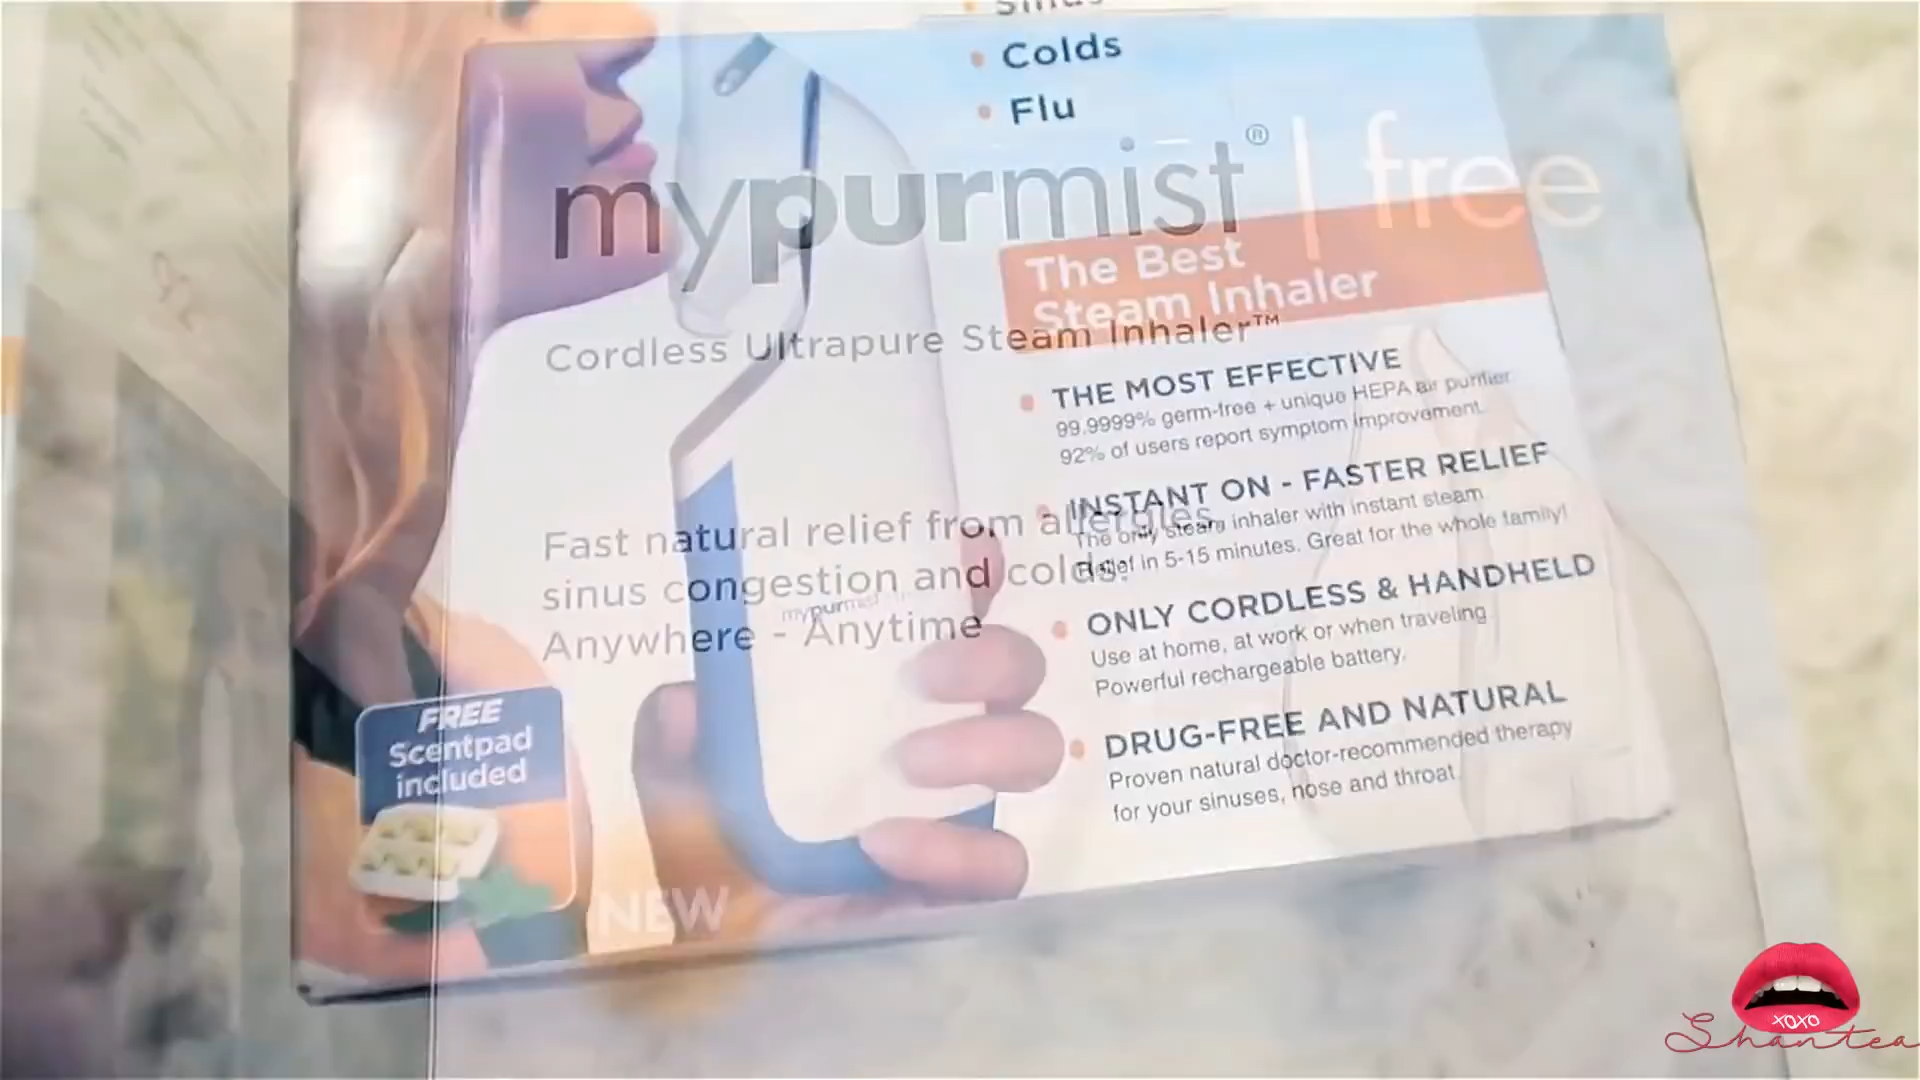 Sinus
Colds
Flu
mypurmist® | free
The Best
Steam Inhaler
Cordless Ultrapure Steam Inhaler™
THE MOST EFFECTIVE
99.9999% germ-free + unique HEPA air purifier
92% of users report symptom improvement.
INSTANT ON - FASTER RELIEF
The only steam inhaler with instant steam
Relief in 5-15 minutes. Great for the whole family!
Fast natural relief from allergies,
sinus congestion and colds.
Anywhere - Anytime
mypurmist
ONLY CORDLESS & HANDHELD
Use at home, at work or when traveling
Powerful rechargeable battery.
DRUG-FREE AND NATURAL
Proven natural doctor-recommended therapy
for your sinuses, nose and throat.
FREE
Scentpad
included
NEW
XOXO
Shantea